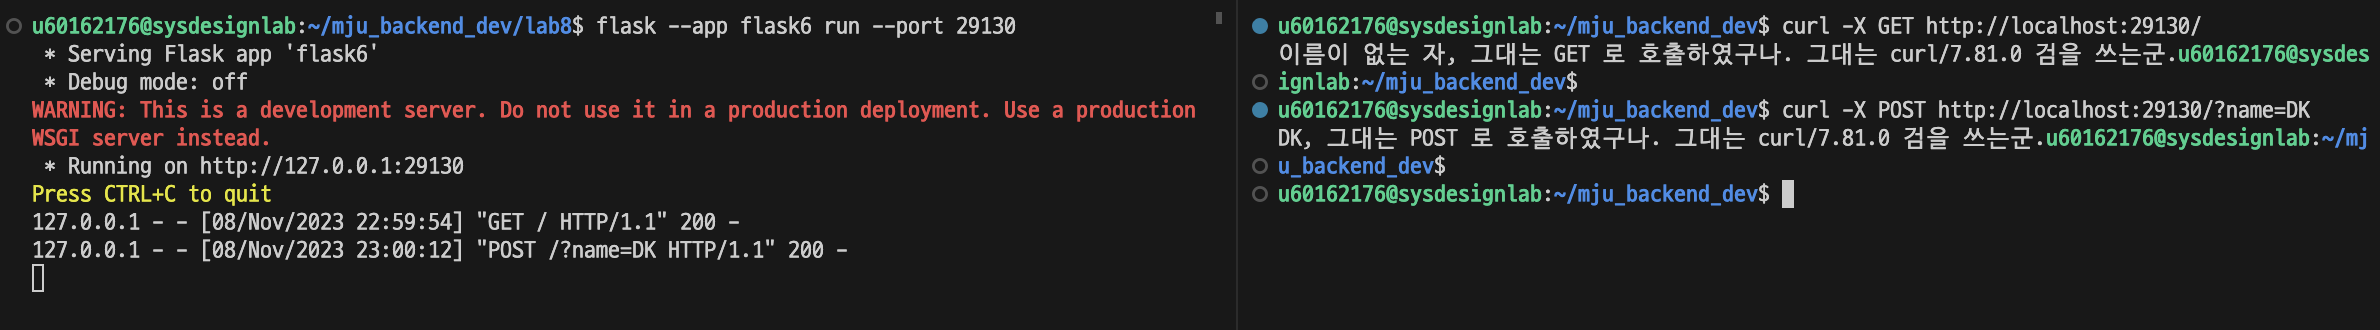 u60162176@sysdesignlab:~/mju_backend_dev/lab8$ flask --app flask6 run --port 29130
 * Serving Flask app 'flask6'
 * Debug mode: off
WARNING: This is a development server. Do not use it in a production deployment. Use a production
WSGI server instead.
 * Running on http://127.0.0.1:29130
Press CTRL+C to quit
127.0.0.1 - - [08/Nov/2023 22:59:54] "GET / HTTP/1.1" 200 -
127.0.0.1 - - [08/Nov/2023 23:00:12] "POST /?name=DK HTTP/1.1" 200 -
u60162176@sysdesignlab:~/mju_backend_dev$ curl -X GET http://localhost:29130/
이름이 없는 자, 그대는 GET 로 호출하였구나. 그대는 curl/7.81.0 검을 쓰는군.u60162176@sysdes
ignlab:~/mju_backend_dev$
u60162176@sysdesignlab:~/mju_backend_dev$ curl -X POST http://localhost:29130/?name=DK
DK, 그대는 POST 로 호출하였구나. 그대는 curl/7.81.0 검을 쓰는군.u60162176@sysdesignlab:~/mj
u_backend_dev$
u60162176@sysdesignlab:~/mju_backend_dev$